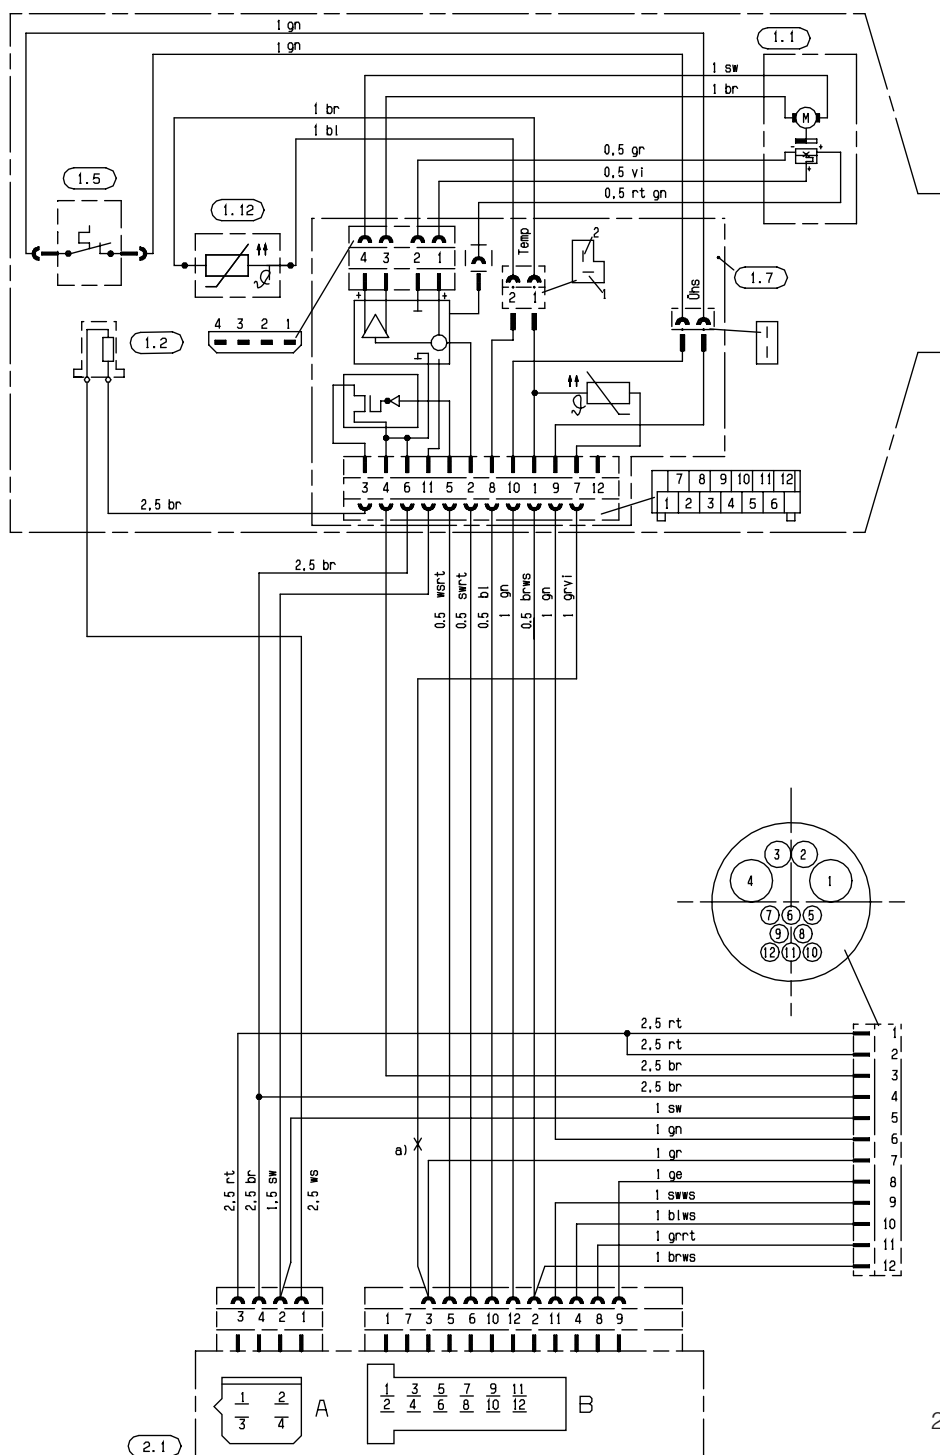 1 gn
1 gn
1.1
1 sw
1 br
M
1 br
1 bl
0,5 gr
0,5 vi
0,5 rt gn
1.5
1.12
4 3 2 1
Temp
2 1
2
1
1.7
Ühs
4 3 2 1
1.2
3 4 6 11 5 2 8 10 1 9 7 12
7 8 9 10 11 12
1 2 3 4 5 6
2,5 br
2,5 br
0.5 wsrt
0.5 swrt
0.5 bl
1 gn
0.5 brws
1 gn
1 grvi
3 2
4 1
7 6 5
9 8
12 11 10
2,5 rt 1
2,5 rt 2
2,5 br 3
2,5 br 4
1 sw 5
1 gn 6
1 gr 7
1 ge 8
1 swws 9
1 blws 10
1 grrt 11
1 brws 12
a)
2,5 rt
2,5 br
1,5 sw
2,5 ws
3 4 2 1
1 7 3 5 6 10 12 2 11 4 8 9
1 2
3 4
A
1 3 5 7 9 11
2 4 6 8 10 12
B
2.1
2